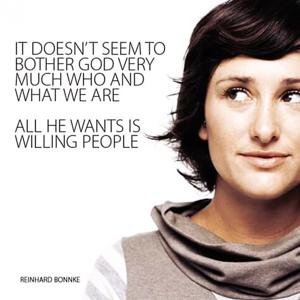 IT DOESN'T SEEM TO
BOTHER GOD VERY
MUCH WHO AND
WHAT WE ARE
ALL HE WANTS IS
WILLING PEOPLE
REINHARD BONNKE